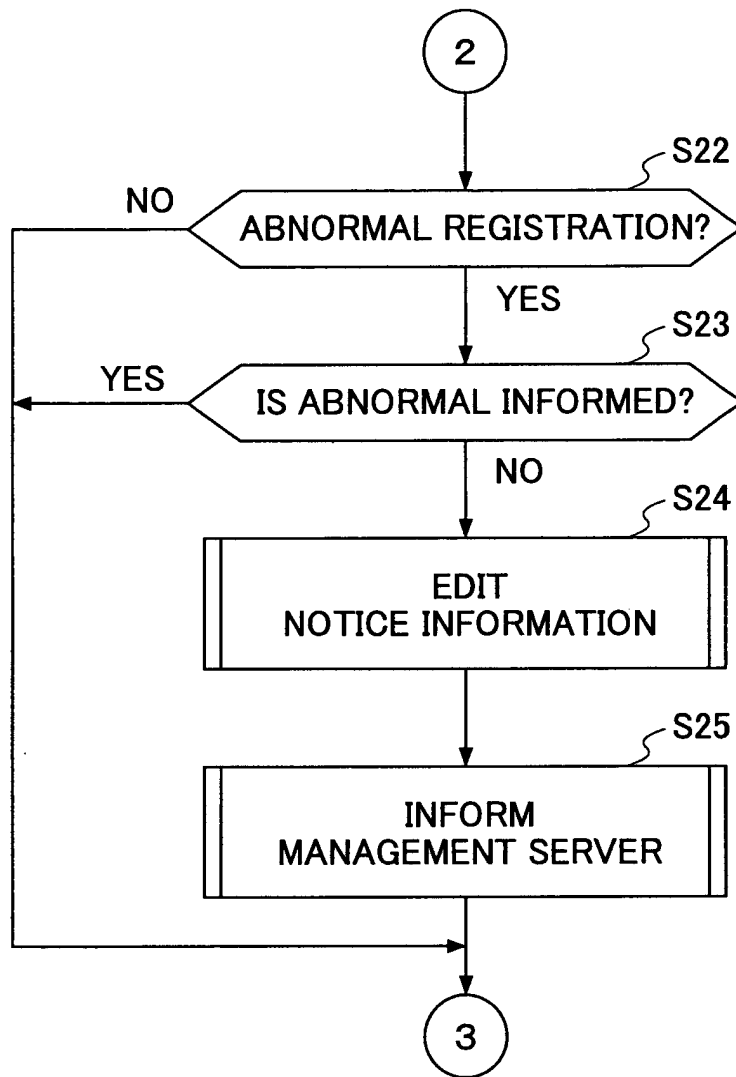 2
S22
NO
ABNORMAL REGISTRATION?
YES
S23
YES
IS ABNORMAL INFORMED?
NO
S24
EDIT
NOTICE INFORMATION
S25
INFORM
MANAGEMENT SERVER
3